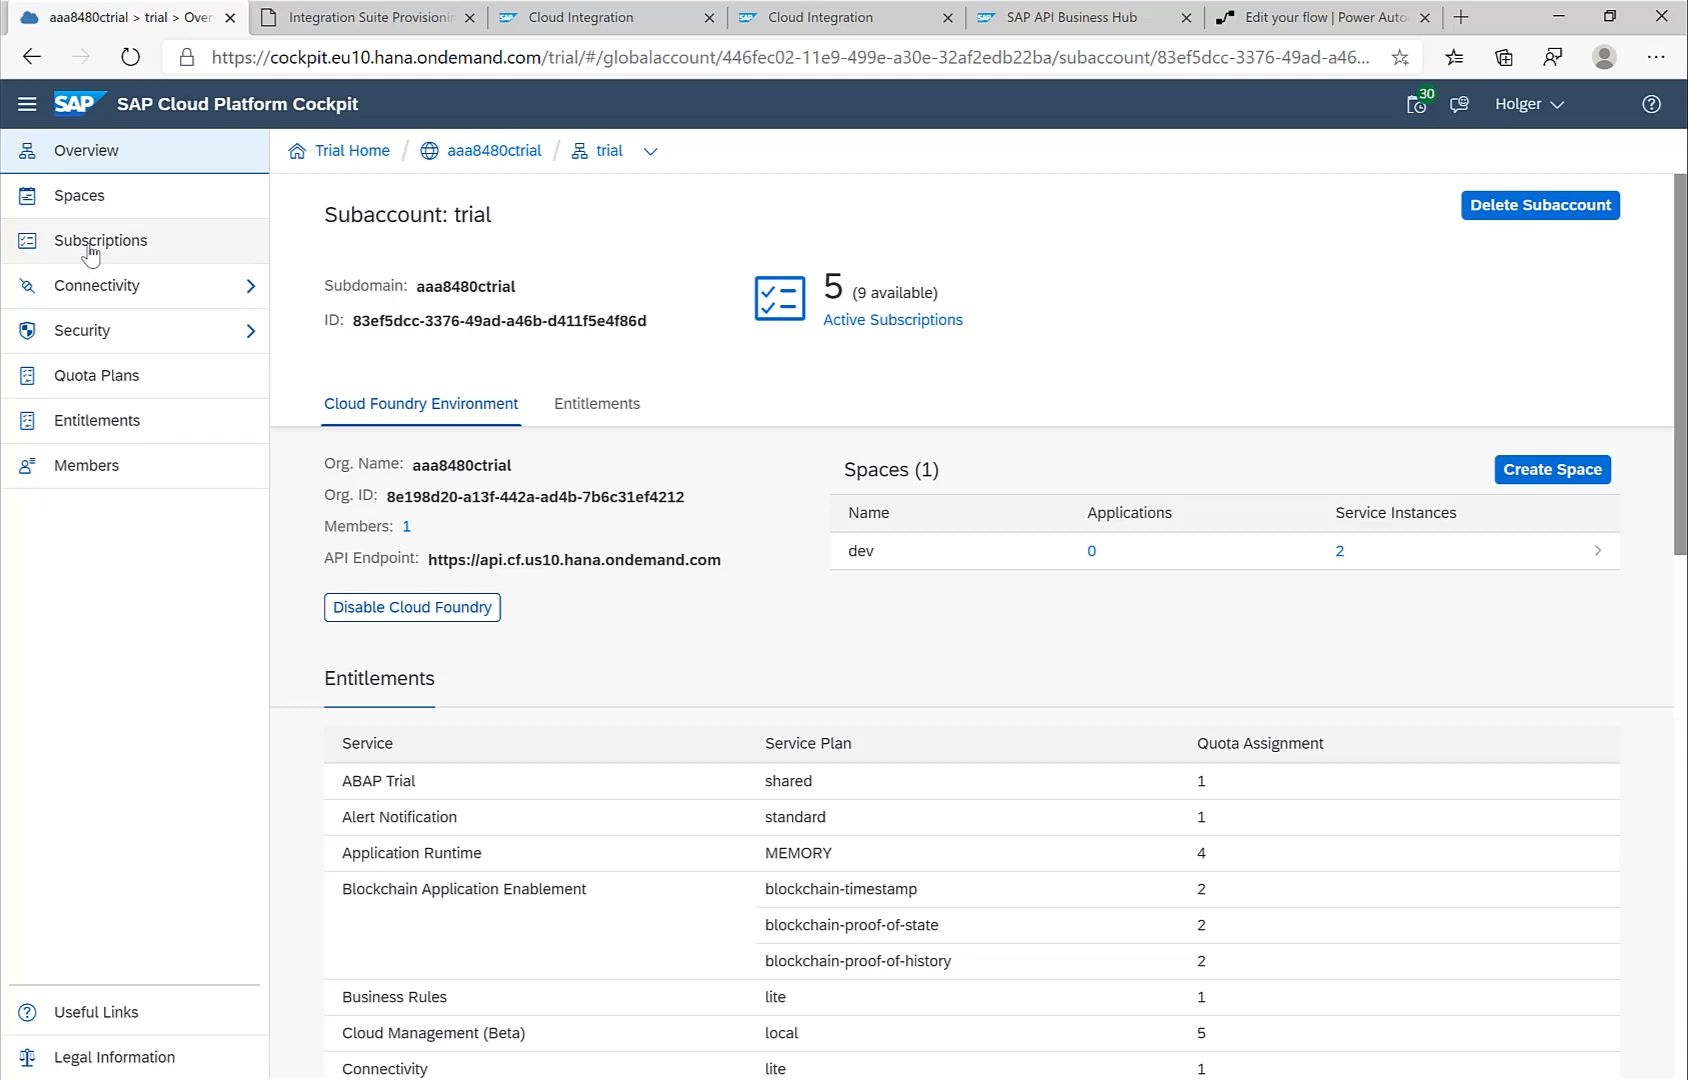 aaa8480ctrial > trial > Over
Integration Suite Provisionin
Cloud Integration
Cloud Integration
SAP API Business Hub
Edit your flow | Power Auto
https://cockpit.eu10.hana.ondemand.com/trial/#/globalaccount/446fec02-11e9-499e-a30e-32af2edb22ba/subaccount/83ef5dcc-3376-49ad-a46...
SAP SAP Cloud Platform Cockpit
30
Holger
Overview
Spaces
Subscriptions
Connectivity
Security
Quota Plans
Entitlements
Members
Useful Links
Legal Information
Trial Home / aaa8480ctrial / trial
Subaccount: trial
Delete Subaccount
Subdomain: aaa8480ctrial
ID: 83ef5dcc-3376-49ad-a46b-d411f5e4f86d
5 (9 available)
Active Subscriptions
Cloud Foundry Environment
Entitlements
Org. Name: aaa8480ctrial
Org. ID: 8e198d20-a13f-442a-ad4b-7b6c31ef4212
Members: 1
API Endpoint: https://api.cf.us10.hana.ondemand.com
Disable Cloud Foundry
Spaces (1)
Create Space
Name Applications Service Instances
dev 0 2
Entitlements
Service Service Plan Quota Assignment
ABAP Trial shared 1
Alert Notification standard 1
Application Runtime MEMORY 4
Blockchain Application Enablement blockchain-timestamp 2
blockchain-proof-of-state 2
blockchain-proof-of-history 2
Business Rules lite 1
Cloud Management (Beta) local 5
Connectivity lite 1